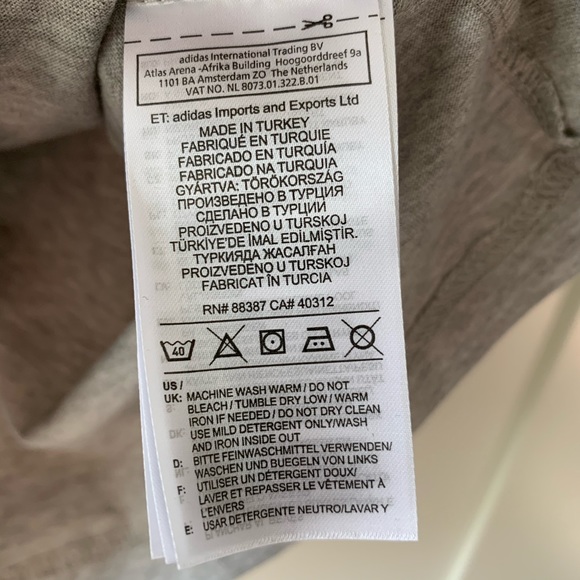 adidas International Trading BV
Atlas Arena -Afrika Building Hoogoorddreef 9a
1101 BA Amsterdam ZO The Netherlands
VAT NO. NL 8073.01.322.B.01
ET: adidas Imports and Exports Ltd
MADE IN TURKEY
FABRIQUÉ EN TURQUIE
FABRICADO EN TURQUÍA
FABRICADO NA TURQUIA
GYÁRTVA: TÖRÖKORSZÁG
ПРОИЗВЕДЕНО В ТУРЦИЯ
СДЕЛАНО В ТУРЦИИ
PROIZVEDENO U TURSKOJ
TÜRKİYE'DE İMAL EDİLMİŞTİR.
ТУРКИЯДА ЖАСАЛҒАН
PROIZVEDENO U TURSKOJ
FABRICAT ÎN TURCIA
RN# 88387 CA# 40312
40
US /
UK: MACHINE WASH WARM / DO NOT
BLEACH / TUMBLE DRY LOW / WARM
IRON IF NEEDED / DO NOT DRY CLEAN
USE MILD DETERGENT ONLY/WASH
AND IRON INSIDE OUT
D: BITTE FEINWASCHMITTEL VERWENDEN/
WASCHEN UND BUEGELN VON LINKS
F: UTILISER UN DÉTERGENT DOUX/
LAVER ET REPASSER LE VÊTEMENT À
L'ENVERS
E: USAR DETERGENTE NEUTRO/LAVAR Y